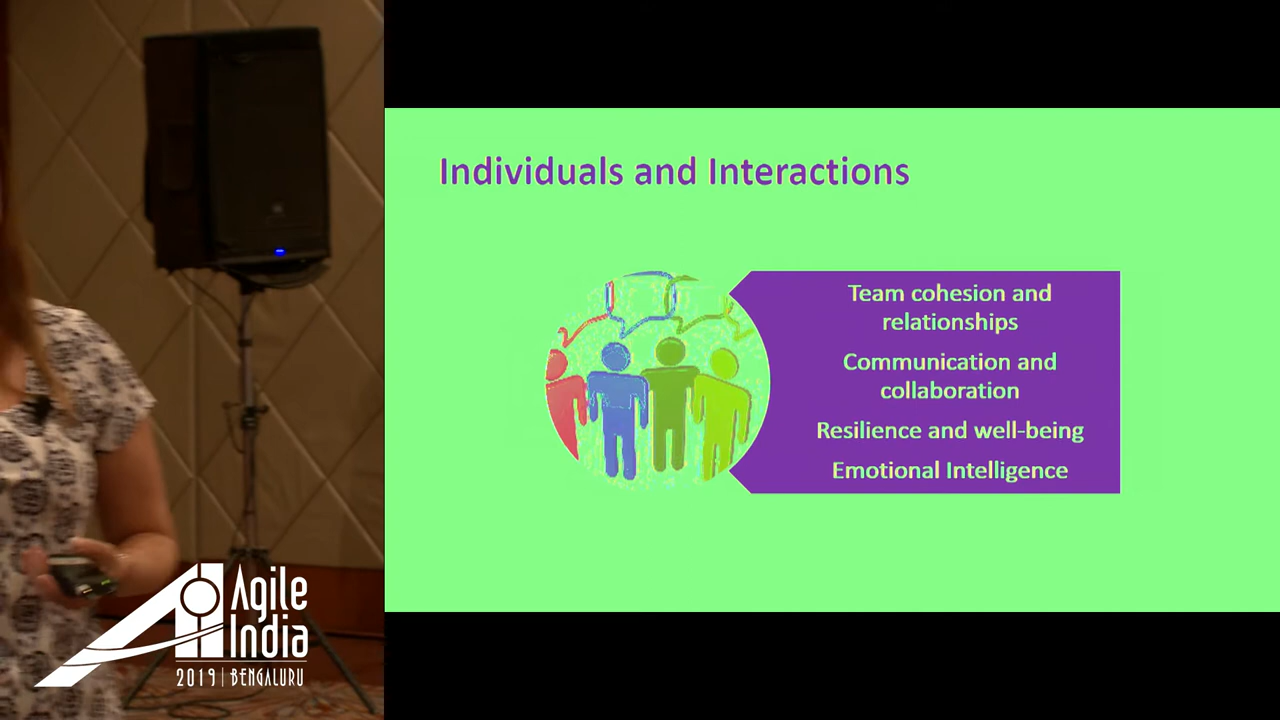 Individuals and Interactions
Team cohesion and
relationships
Communication and
collaboration
Resilience and well-being
Emotional Intelligence
Agile
India
2019 | BENGALURU